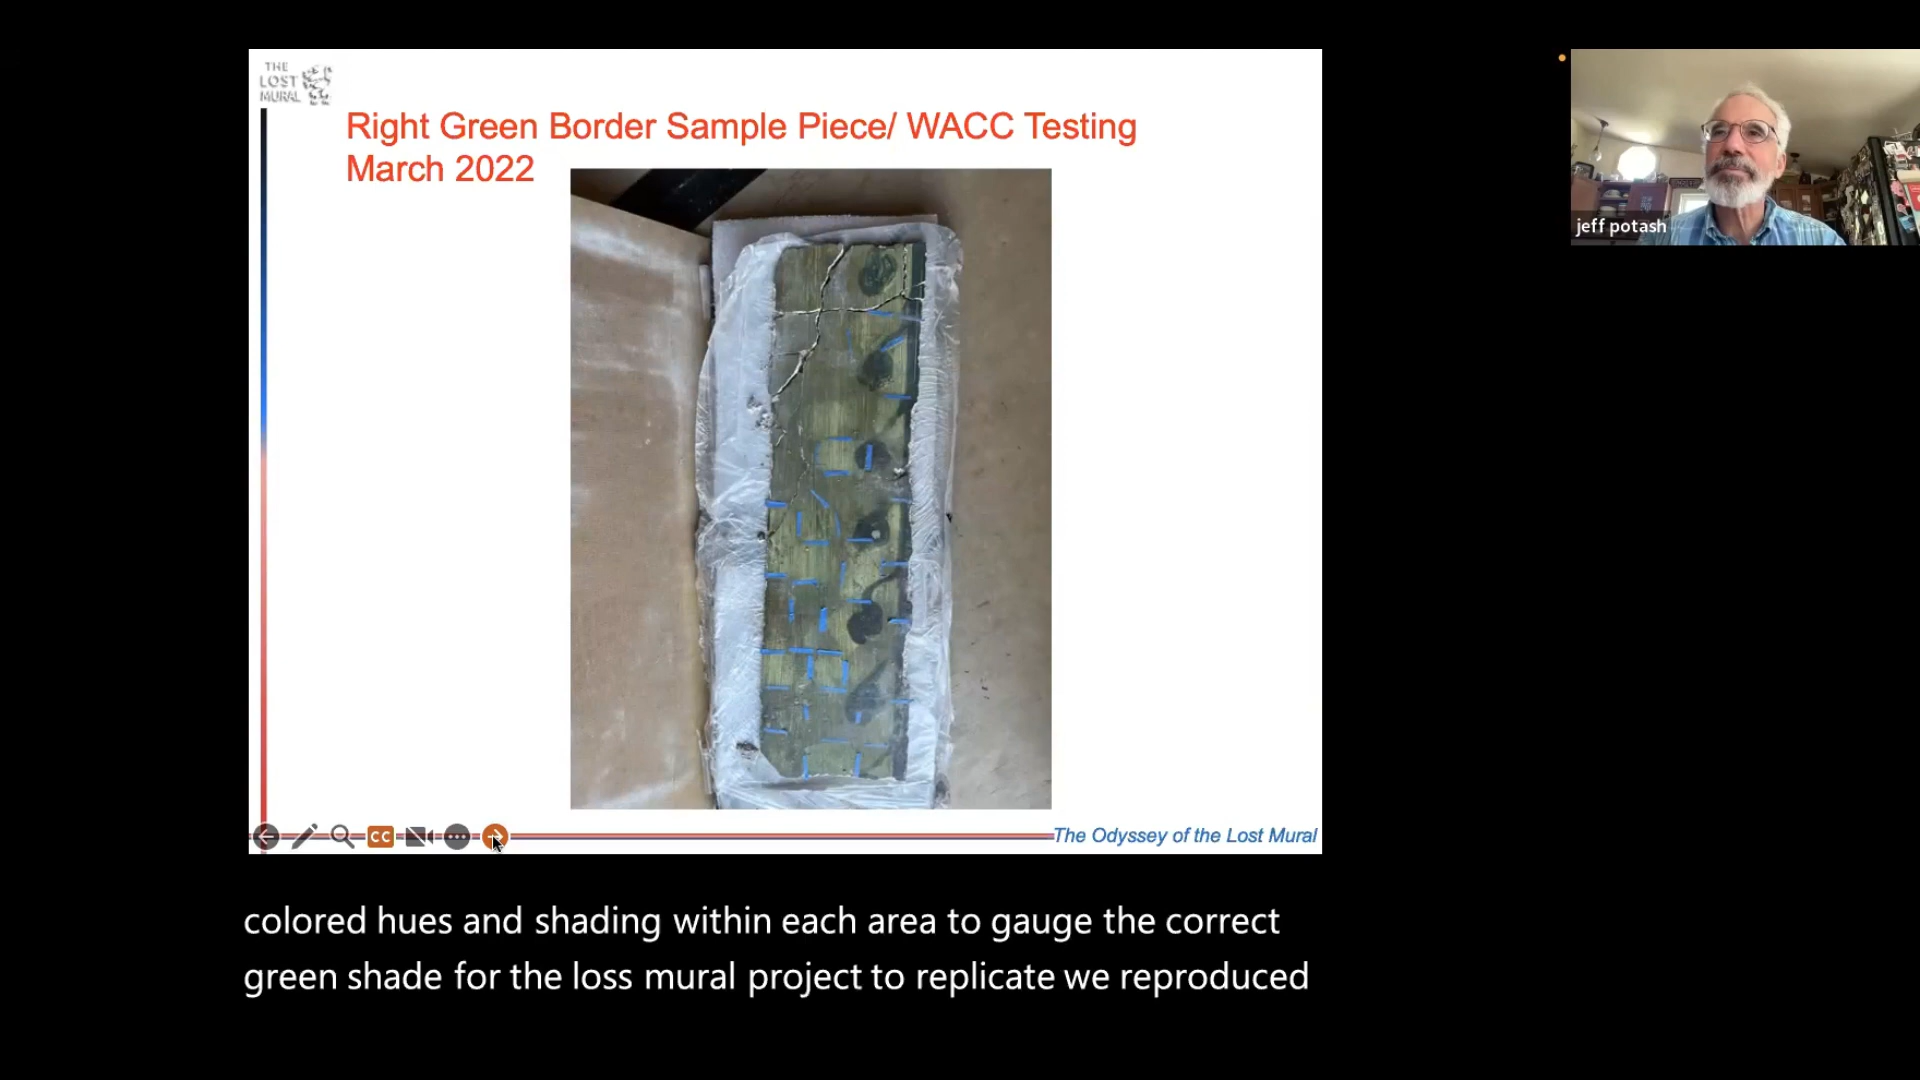 THE
LOST
MURAL
Right Green Border Sample Piece/ WACC Testing
March 2022
jeff potash
CC
The Odyssey of the Lost Mural
colored hues and shading within each area to gauge the correct
green shade for the loss mural project to replicate we reproduced